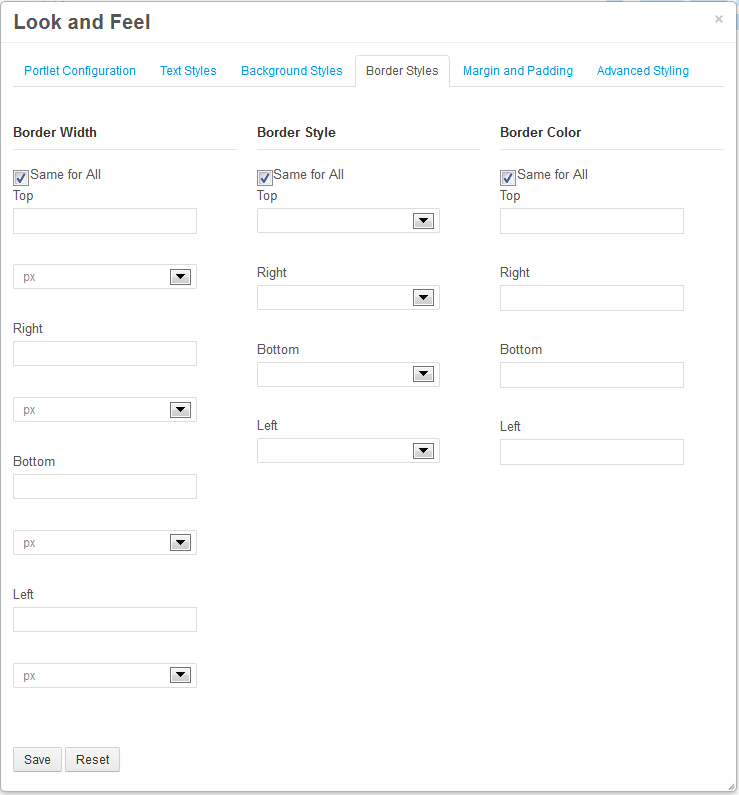 Look and Feel
×
Portlet Configuration Text Styles Background Styles Border Styles Margin and Padding Advanced Styling
Border Width
Same for All
Top
px
Right
px
Bottom
px
Left
px
Border Style
Same for All
Top
Right
Bottom
Left
Border Color
Same for All
Top
Right
Bottom
Left
Save Reset